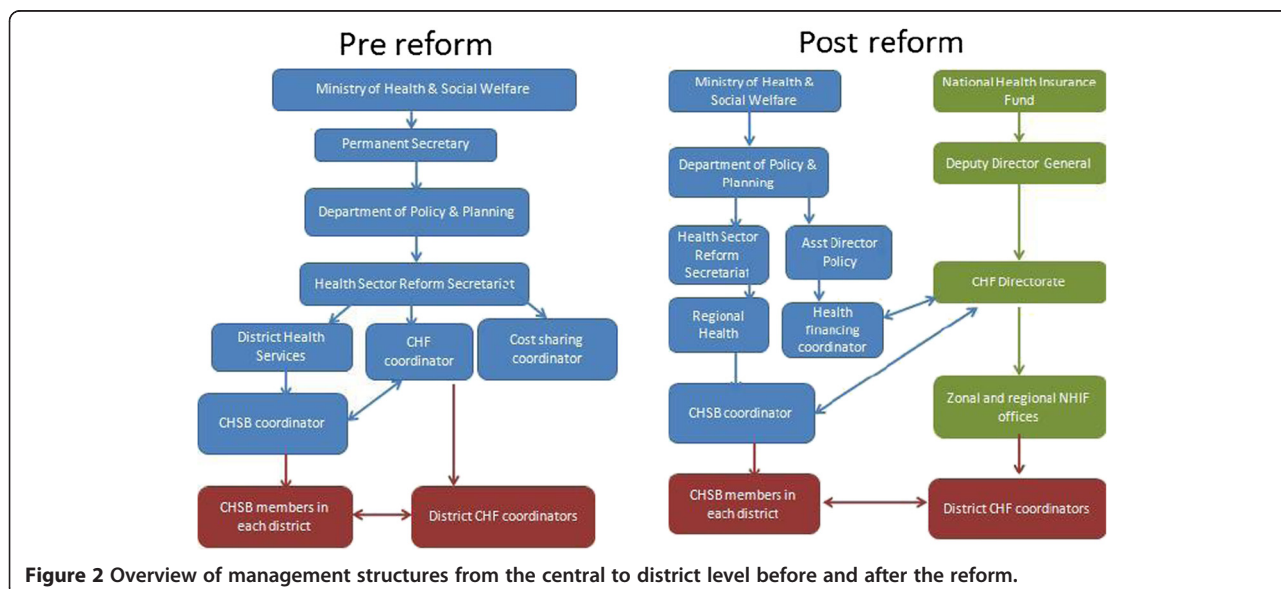 Pre reform
Ministry of Health & Social Welfare
Permanent Secretary
Department of Policy & Planning
Health Sector Reform Secretariat
District Health
Services
CHF
coordinator
Cost sharing
coordinator
CHSB coordinator
CHSB members in
each district
District CHF coordinators
Post reform
Ministry of Health &
Social Welfare
National Health Insurance
Fund
Department of Policy &
Planning
Deputy Director General
Health Sector
Reform
Secretariat
Asst Director
Policy
CHF Directorate
Regional
Health
Health
financing
coordinator
CHSB coordinator
Zonal and regional NHIF
offices
CHSB members in
each district
District CHF coordinators
Figure 2 Overview of management structures from the central to district level before and after the reform.